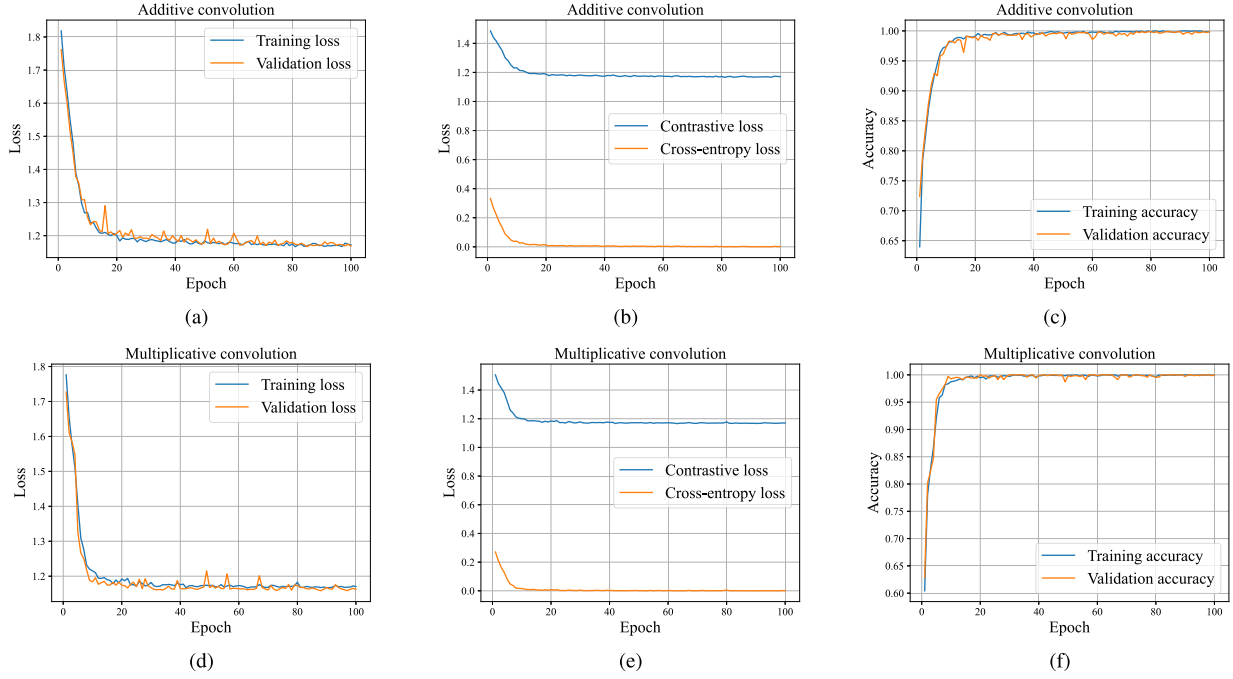 Additive convolution
1.8
1.7
1.6
1.5
1.4
1.3
1.2
Loss
Training loss
Validation loss
0 20 40 60 80 100
Epoch
(a)
Additive convolution
1.4
1.2
1.0
0.8
0.6
0.4
0.2
0.0
Loss
Contrastive loss
Cross-entropy loss
0 20 40 60 80 100
Epoch
(b)
Additive convolution
1.00
0.95
0.90
0.85
0.80
0.75
0.70
0.65
Accuracy
Training accuracy
Validation accuracy
0 20 40 60 80 100
Epoch
(c)
Multiplicative convolution
1.8
1.7
1.6
1.5
1.4
1.3
1.2
Loss
Training loss
Validation loss
0 20 40 60 80 100
Epoch
(d)
Multiplicative convolution
1.4
1.2
1.0
0.8
0.6
0.4
0.2
0.0
Loss
Contrastive loss
Cross-entropy loss
0 20 40 60 80 100
Epoch
(e)
Multiplicative convolution
1.00
0.95
0.90
0.85
0.80
0.75
0.70
0.65
0.60
Accuracy
Training accuracy
Validation accuracy
0 20 40 60 80 100
Epoch
(f)